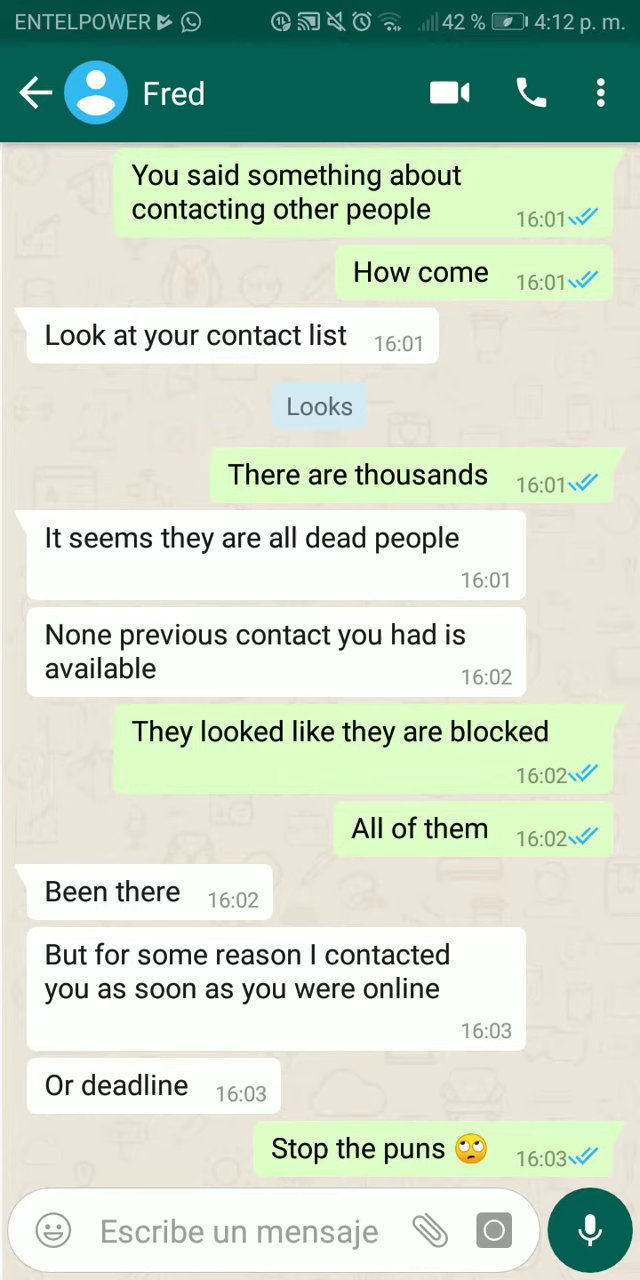 ENTELPOWER 42 % 4:12 p. m.
Fred
You said something about
contacting other people 16:01
How come 16:01
Look at your contact list 16:01
Looks
There are thousands 16:01
It seems they are all dead people
16:01
None previous contact you had is
available 16:02
They looked like they are blocked
16:02
All of them 16:02
Been there 16:02
But for some reason I contacted
you as soon as you were online
16:03
Or deadline 16:03
Stop the puns 🙄 16:03
Escribe un mensaje